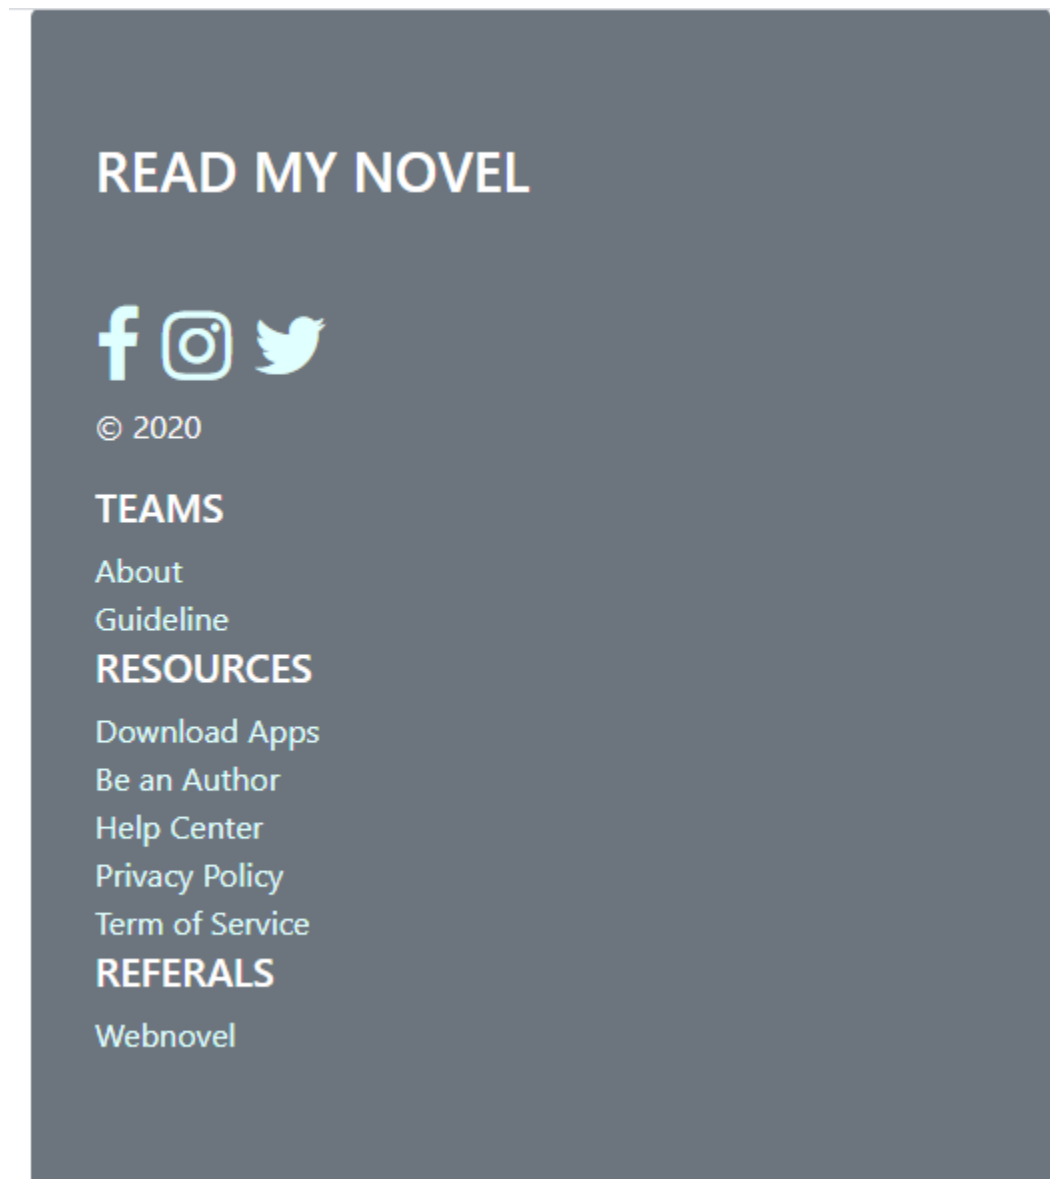 READ MY NOVEL
© 2020
TEAMS
About
Guideline
RESOURCES
Download Apps
Be an Author
Help Center
Privacy Policy
Term of Service
REFERALS
Webnovel